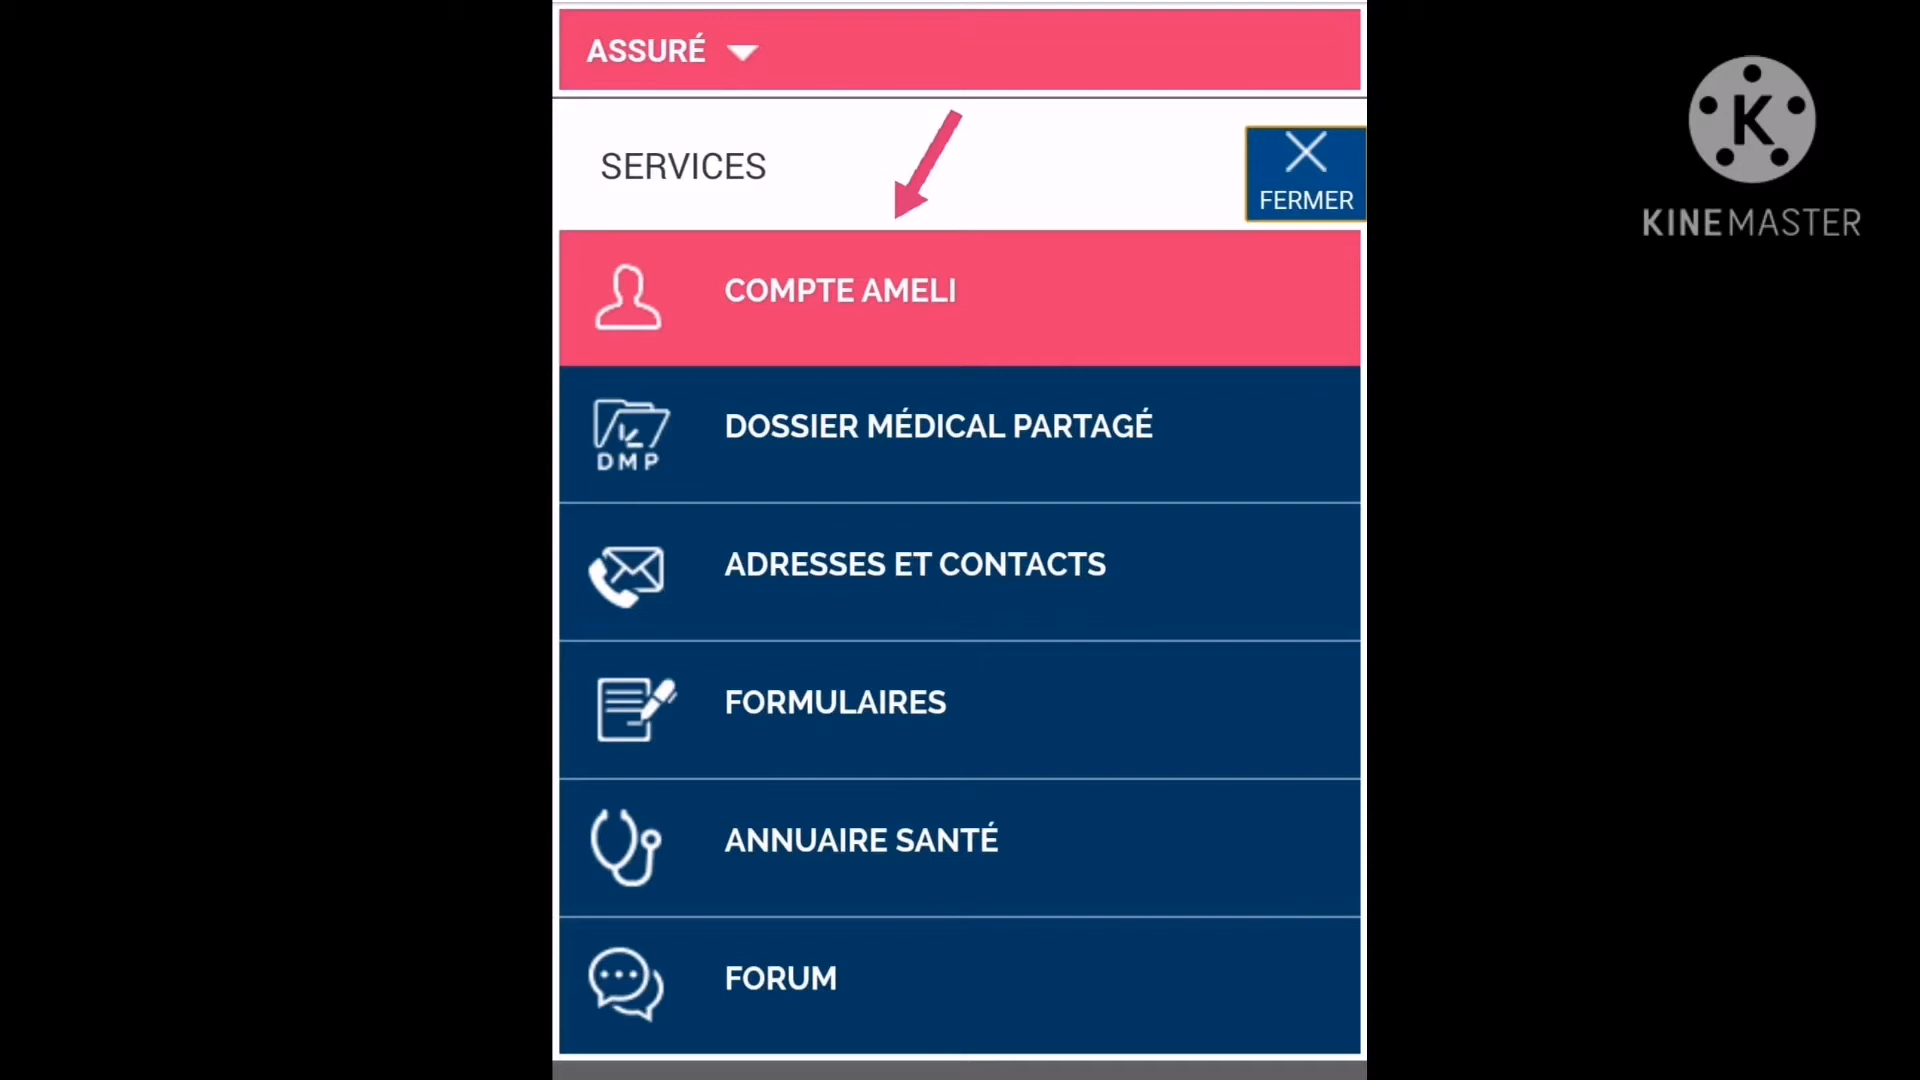 ASSURÉ
SERVICES
FERMER
COMPTE AMELI
DMP
DOSSIER MÉDICAL PARTAGÉ
ADRESSES ET CONTACTS
FORMULAIRES
ANNUAIRE SANTÉ
FORUM
K
KINEMASTER